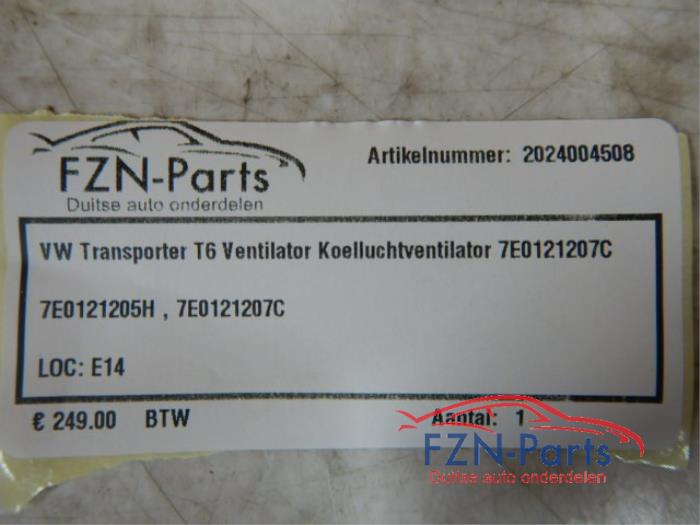 FZN-Parts
Duitse auto onderdelen
Artikelnummer: 2024004508
VW Transporter T6 Ventilator Koelluchtventilator 7E0121207C
7E0121205H , 7E0121207C
LOC: E14
€ 249.00 BTW Aantal: 1
FZN-Parts
Duitse auto onderdelen